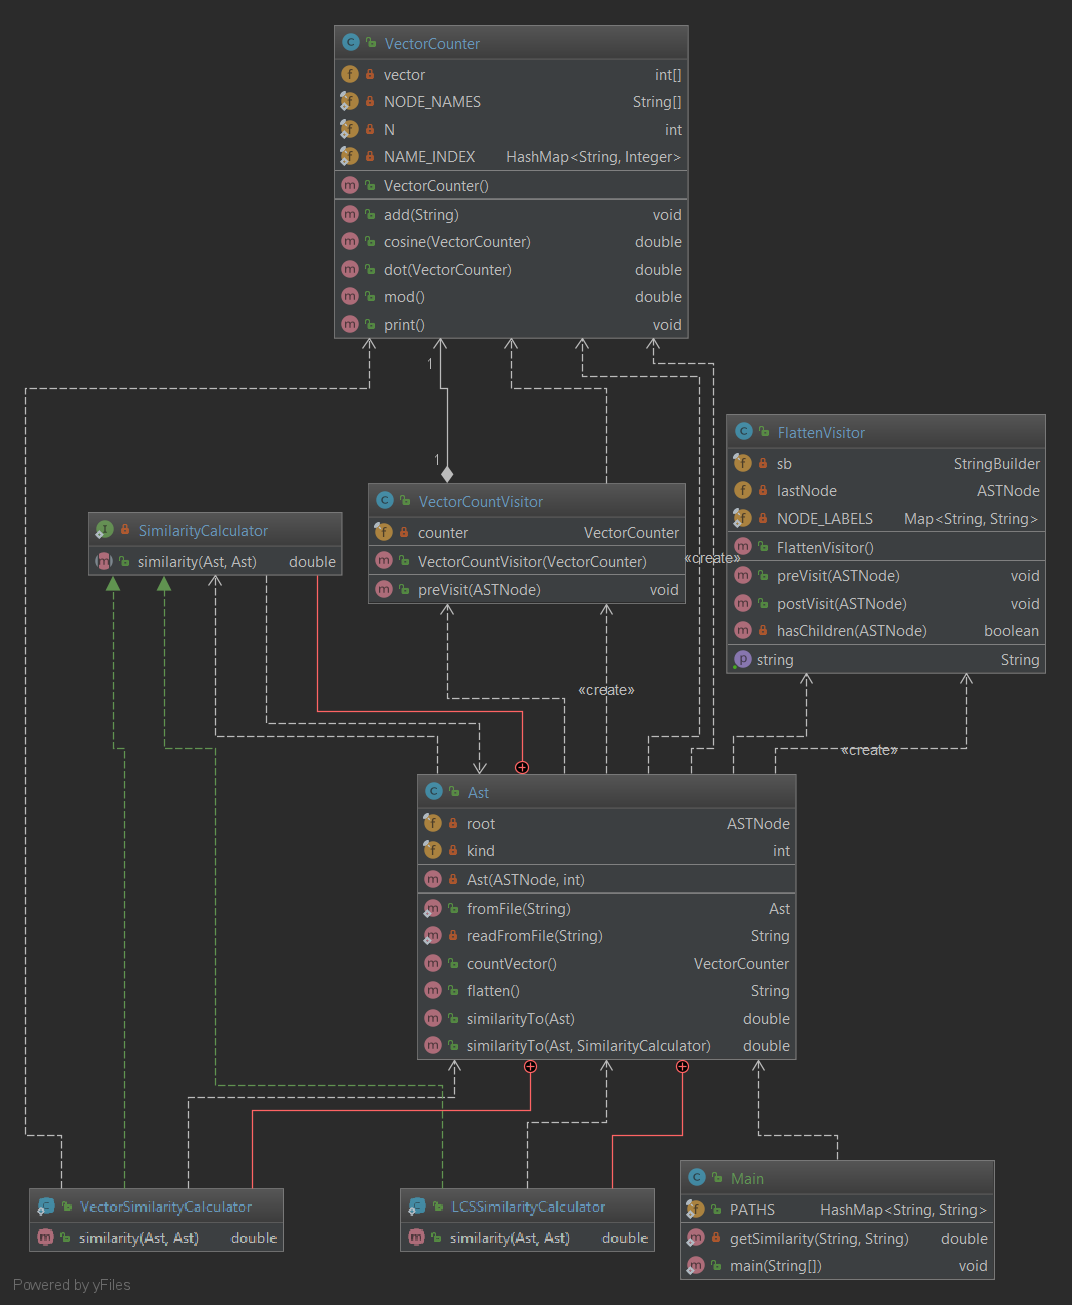 VectorCounter
vector int[]
NODE_NAMES String[]
N int
NAME_INDEX HashMap<String, Integer>
VectorCounter()
add(String) void
cosine(VectorCounter) double
dot(VectorCounter) double
mod() double
print() void
1
1
FlattenVisitor
sb StringBuilder
lastNode ASTNode
NODE_LABELS Map<String, String>
FlattenVisitor()
preVisit(ASTNode) void
postVisit(ASTNode) void
hasChildren(ASTNode) boolean
string String
VectorCountVisitor
counter VectorCounter
VectorCountVisitor(VectorCounter)
preVisit(ASTNode) void
«create»
SimilarityCalculator
similarity(Ast, Ast) double
«create»
«create»
Ast
root ASTNode
kind int
Ast(ASTNode, int)
fromFile(String) Ast
readFromFile(String) String
countVector() VectorCounter
flatten() String
similarityTo(Ast) double
similarityTo(Ast, SimilarityCalculator) double
VectorSimilarityCalculator
similarity(Ast, Ast) double
LCSSimilarityCalculator
similarity(Ast, Ast) double
Main
PATHS HashMap<String, String>
getSimilarity(String, String) double
main(String[]) void
Powered by yFiles